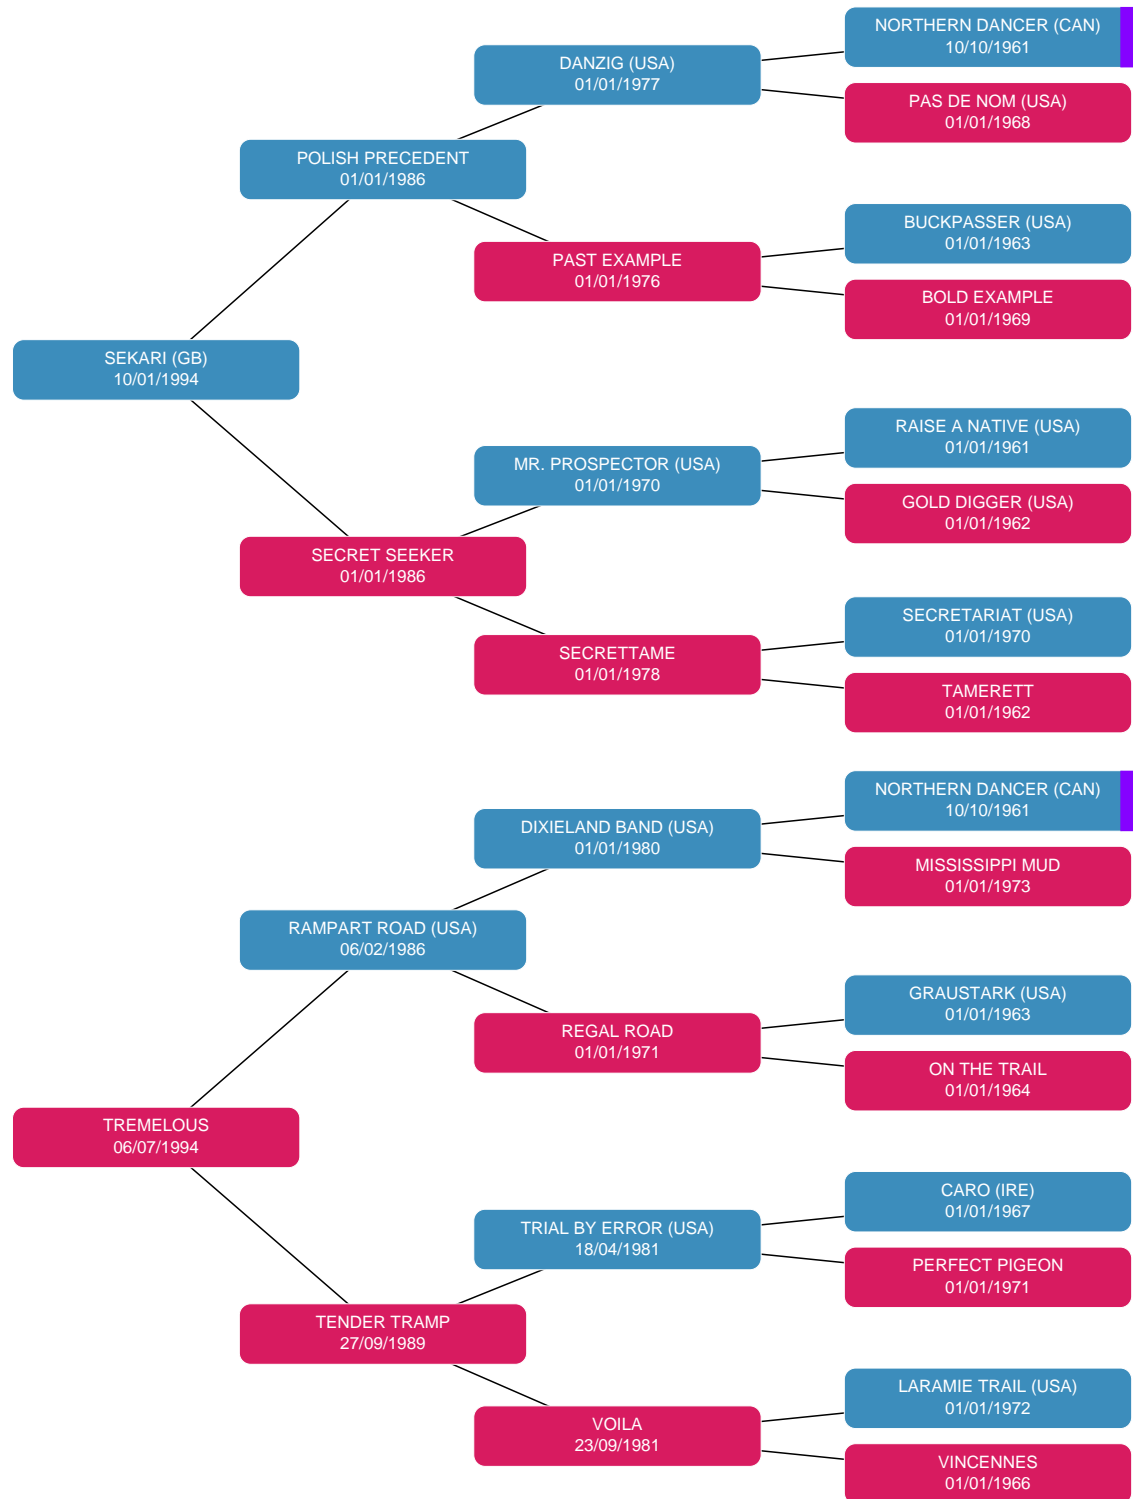 NORTHERN DANCER (CAN)
10/10/1961
DANZIG (USA)
01/01/1977
PAS DE NOM (USA)
01/01/1968
POLISH PRECEDENT
01/01/1986
BUCKPASSER (USA)
01/01/1963
PAST EXAMPLE
01/01/1976
BOLD EXAMPLE
01/01/1969
SEKARI (GB)
10/01/1994
RAISE A NATIVE (USA)
01/01/1961
MR. PROSPECTOR (USA)
01/01/1970
GOLD DIGGER (USA)
01/01/1962
SECRET SEEKER
01/01/1986
SECRETARIAT (USA)
01/01/1970
SECRETTAME
01/01/1978
TAMERETT
01/01/1962
NORTHERN DANCER (CAN)
10/10/1961
DIXIELAND BAND (USA)
01/01/1980
MISSISSIPPI MUD
01/01/1973
RAMPART ROAD (USA)
06/02/1986
GRAUSTARK (USA)
01/01/1963
REGAL ROAD
01/01/1971
ON THE TRAIL
01/01/1964
TREMELOUS
06/07/1994
CARO (IRE)
01/01/1967
TRIAL BY ERROR (USA)
18/04/1981
PERFECT PIGEON
01/01/1971
TENDER TRAMP
27/09/1989
LARAMIE TRAIL (USA)
01/01/1972
VOILA
23/09/1981
VINCENNES
01/01/1966